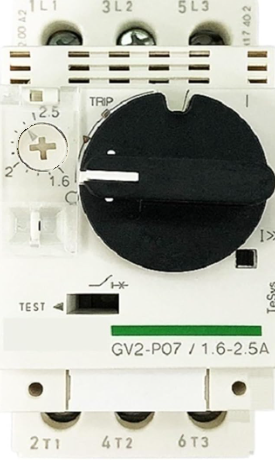 1L1 3L2 5L3
TRIP I
2.5
2
1.6
O
I>
TeSys
TEST
GV2-P07 / 1.6-2.5A
2T1 4T2 6T3